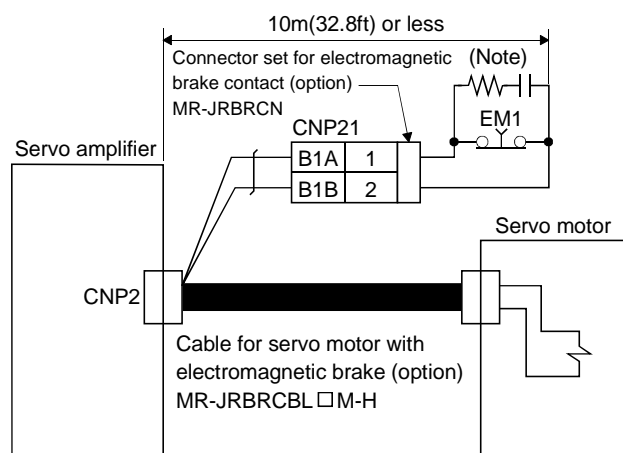 10m(32.8ft) or less
Connector set for electromagnetic
brake contact (option)
MR-JRBRCN
(Note)
EM1
CNP21
B1A 1
B1B 2
Servo amplifier
Servo motor
CNP2
Cable for servo motor with
electromagnetic brake (option)
MR-JRBRCBL□M-H